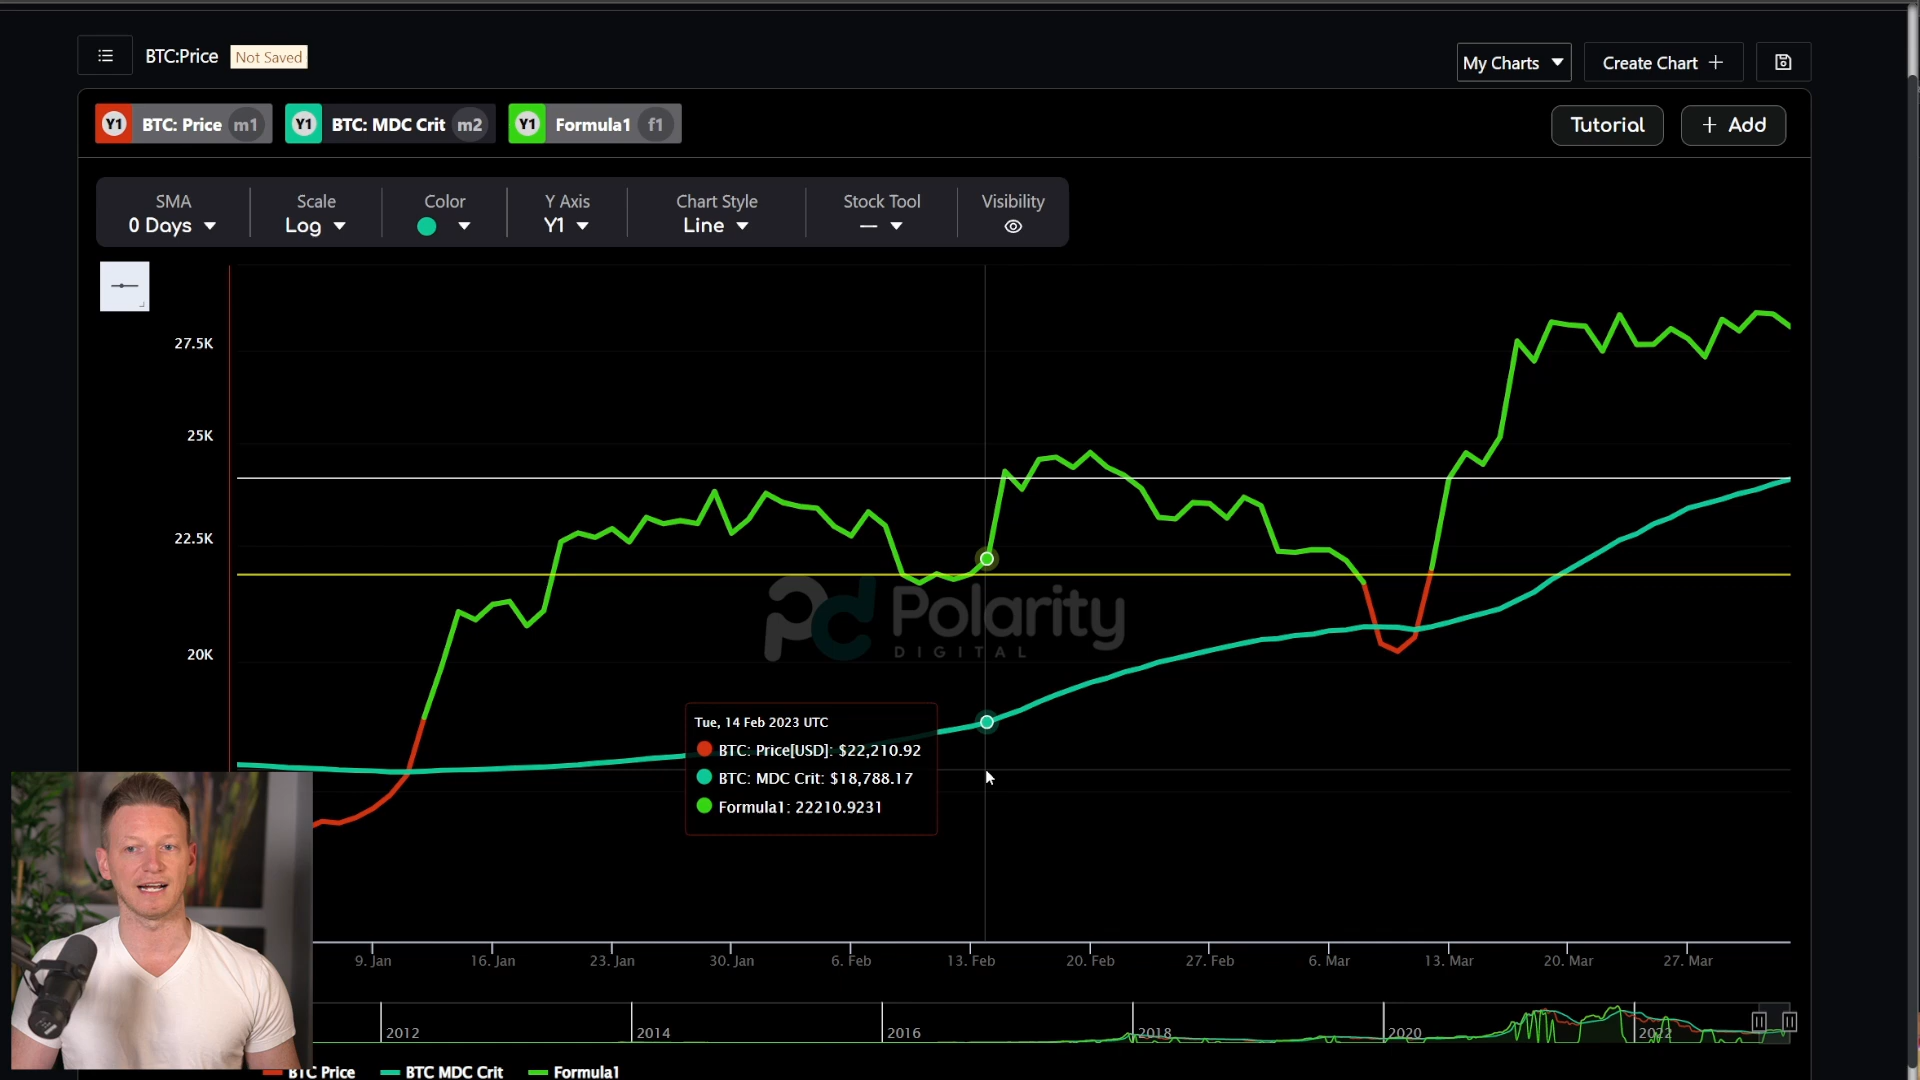 BTC:Price Not Saved
My Charts
Create Chart +
Y1 BTC: Price m1
Y1 BTC: MDC Crit m2
Y1 Formula1 f1
Tutorial
+ Add
SMA
0 Days
Scale
Log
Color
Y Axis
Y1
Chart Style
Line
Stock Tool
—
Visibility
27.5K
25K
22.5K
20K
pd Polarity
DIGITAL
Tue, 14 Feb 2023 UTC
BTC: Price[USD]: $22,210.92
BTC: MDC Crit: $18,788.17
Formula1: 22210.9231
9. Jan 16. Jan 23. Jan 30. Jan 6. Feb 13. Feb 20. Feb 27. Feb 6. Mar 13. Mar 20. Mar 27. Mar
2012 2014 2016 2018 2020 2022
BTC Price BTC MDC Crit Formula1